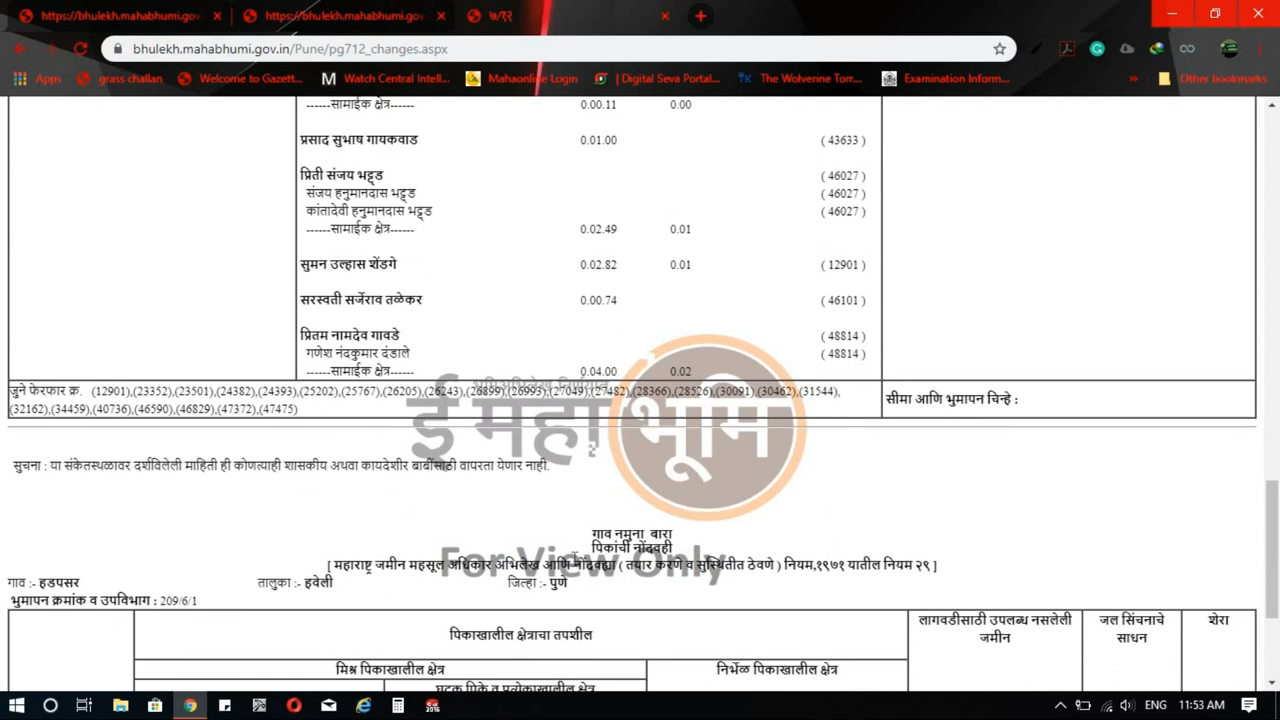 https://bhulekh.mahabhumi.gov.in/
https://bhulekh.mahabhumi.gov.in/
७/१२
bhulekh.mahabhumi.gov.in/Pune/pg712_changes.aspx
Apps grass challan Welcome to Gazett... Watch Central Intell... Mahaonline Login | Digital Seva Portal... The Wolverine Torr... Examination Inform... » Other bookmarks
------सामाईक क्षेत्र------ 0.00.11 0.00
प्रसाद सुभाष गायकवाड 0.01.00 ( 43633 )
प्रिती संजय भट्टड ( 46027 )
संजय हनुमानदास भट्टड ( 46027 )
कांतादेवी हनुमानदास भट्टड ( 46027 )
------सामाईक क्षेत्र------ 0.02.49 0.01
सुमन उल्हास शेंडगे 0.02.82 0.01 ( 12901 )
सरस्वती सर्जेराव तळेकर 0.00.74 ( 46101 )
प्रितम नामदेव गावडे ( 48814 )
गणेश नंदकुमार दंडाले ( 48814 )
------सामाईक क्षेत्र------ 0.04.00 0.02
जुने फेरफार क्र. (12901),(23352),(23501),(24382),(24393),(25202),(25767),(26205),(26243),(26899),(26993),(27049),(27482),(28366),(28526),(30091),(30462),(31544),
(32162),(34459),(40736),(46590),(46829),(47372),(47475)
सीमा आणि भुमापन चिन्हे :
ई महा भूमि
सुचना : या संकेतस्थळावर दर्शविलेली माहिती ही कोणत्याही शासकीय अथवा कायदेशीर बाबींसाठी वापरता येणार नाही.
गाव नमुना बारा
पिकांची नोंदवही
For View Only
[ महाराष्ट्र जमीन महसूल अधिकार अभिलेख आणि नोंदवह्या ( तयार करणे व सुस्थितीत ठेवणे ) नियम,१९७१ यातील नियम २९ ]
गाव :- हडपसर तालुका :- हवेली जिल्हा :- पुणे
भुमापन क्रमांक व उपविभाग : 209/6/1
पिकाखालील क्षेत्राचा तपशील
लागवडीसाठी उपलब्ध नसलेली
जमीन
जल सिंचनाचे
साधन
शेरा
मिश्र पिकाखालील क्षेत्र निर्भेळ पिकाखालील क्षेत्र
घटक पिके व प्रत्येकाखालील क्षेत्र
ENG 11:53 AM